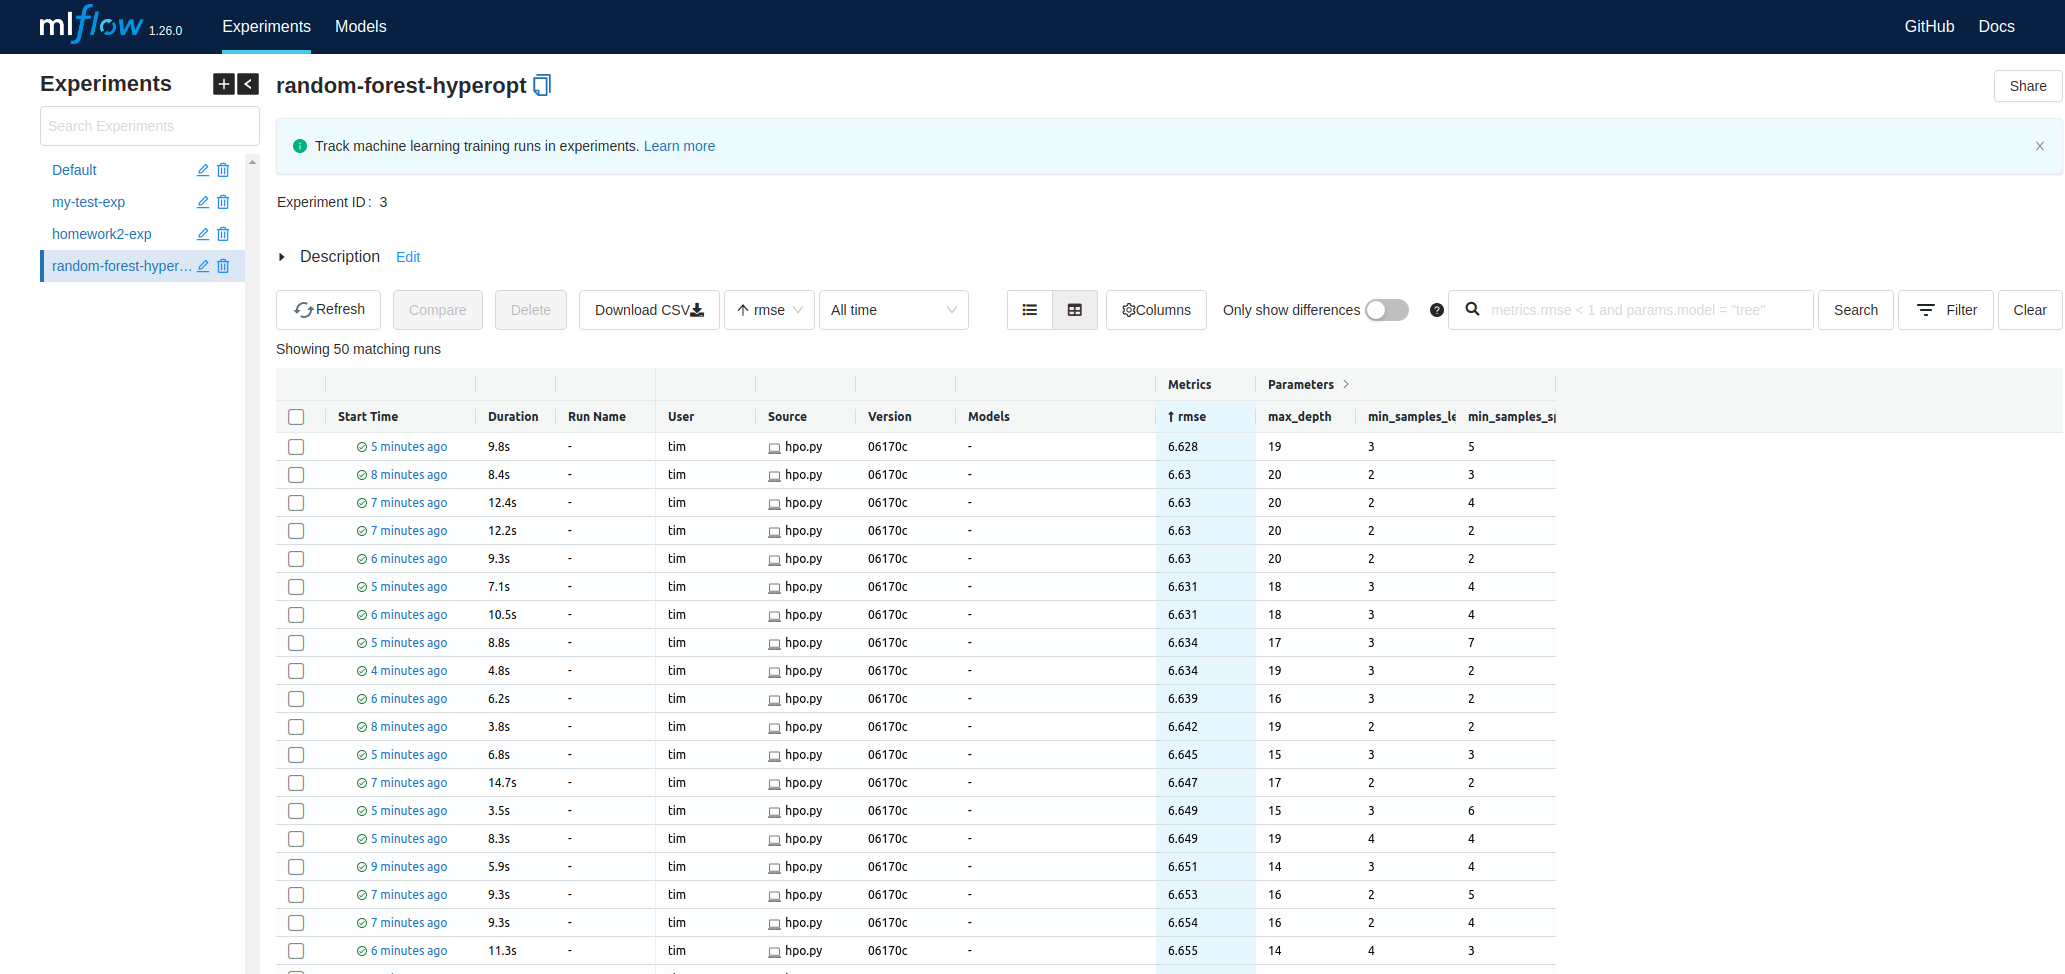 mlflow 1.26.0 Experiments Models GitHub Docs
Experiments + <
Search Experiments
Default
my-test-exp
homework2-exp
random-forest-hyper...
random-forest-hyperopt Share
Track machine learning training runs in experiments. Learn more
Experiment ID: 3
Description Edit
Refresh Compare Delete Download CSV ↑ rmse All time Columns Only show differences ? metrics.rmse < 1 and params.model = "tree" Search Filter Clear
Showing 50 matching runs
Metrics Parameters >
Start Time Duration Run Name User Source Version Models ↑ rmse max_depth min_samples_le min_samples_sp
5 minutes ago 9.8s - tim hpo.py 06170c - 6.628 19 3 5
8 minutes ago 8.4s - tim hpo.py 06170c - 6.63 20 2 3
7 minutes ago 12.4s - tim hpo.py 06170c - 6.63 20 2 4
7 minutes ago 12.2s - tim hpo.py 06170c - 6.63 20 2 2
6 minutes ago 9.3s - tim hpo.py 06170c - 6.63 20 2 2
5 minutes ago 7.1s - tim hpo.py 06170c - 6.631 18 3 4
6 minutes ago 10.5s - tim hpo.py 06170c - 6.631 18 3 4
5 minutes ago 8.8s - tim hpo.py 06170c - 6.634 17 3 7
4 minutes ago 4.8s - tim hpo.py 06170c - 6.634 19 3 2
6 minutes ago 6.2s - tim hpo.py 06170c - 6.639 16 3 2
8 minutes ago 3.8s - tim hpo.py 06170c - 6.642 19 2 2
5 minutes ago 6.8s - tim hpo.py 06170c - 6.645 15 3 3
7 minutes ago 14.7s - tim hpo.py 06170c - 6.647 17 2 2
5 minutes ago 3.5s - tim hpo.py 06170c - 6.649 15 3 6
5 minutes ago 8.3s - tim hpo.py 06170c - 6.649 19 4 4
9 minutes ago 5.9s - tim hpo.py 06170c - 6.651 14 3 4
7 minutes ago 9.3s - tim hpo.py 06170c - 6.653 16 2 5
7 minutes ago 9.3s - tim hpo.py 06170c - 6.654 16 2 4
6 minutes ago 11.3s - tim hpo.py 06170c - 6.655 14 4 3